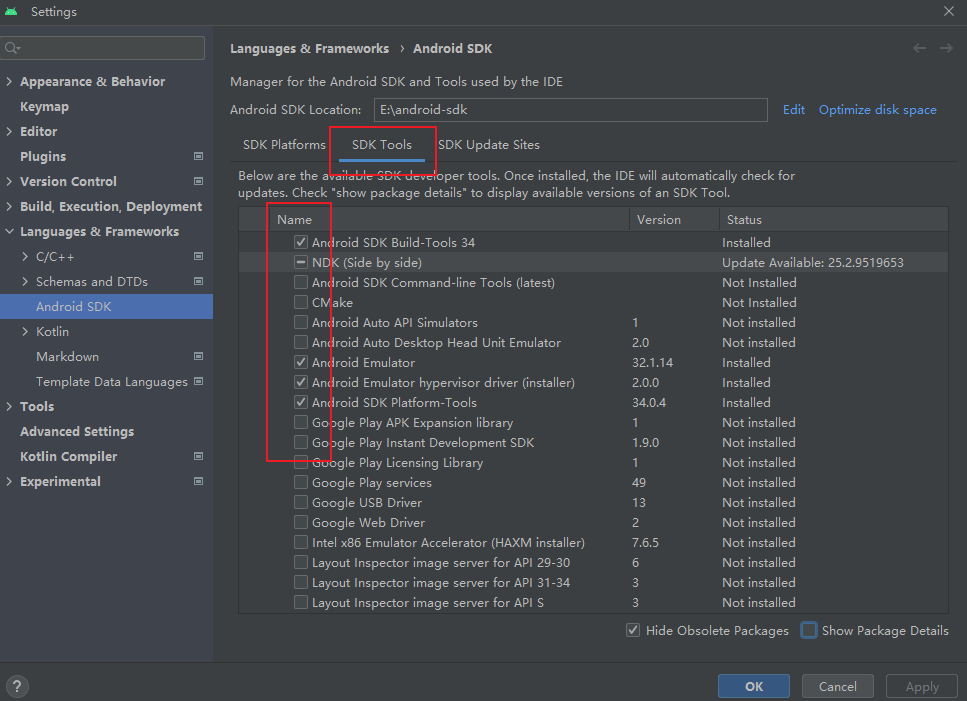 Settings
Languages & Frameworks › Android SDK
Manager for the Android SDK and Tools used by the IDE
Android SDK Location: E:\android-sdk Edit Optimize disk space
Appearance & Behavior
Keymap
Editor
Plugins
Version Control
Build, Execution, Deployment
Languages & Frameworks
C/C++
Schemas and DTDs
Android SDK
Kotlin
Markdown
Template Data Languages
Tools
Advanced Settings
Kotlin Compiler
Experimental
SDK Platforms SDK Tools SDK Update Sites
Below are the available SDK developer tools. Once installed, the IDE will automatically check for
updates. Check "show package details" to display available versions of an SDK Tool.
Name Version Status
Android SDK Build-Tools 34 Installed
NDK (Side by side) Update Available: 25.2.9519653
Android SDK Command-line Tools (latest) Not Installed
CMake Not Installed
Android Auto API Simulators 1 Not installed
Android Auto Desktop Head Unit Emulator 2.0 Not installed
Android Emulator 32.1.14 Installed
Android Emulator hypervisor driver (installer) 2.0.0 Installed
Android SDK Platform-Tools 34.0.4 Installed
Google Play APK Expansion library 1 Not installed
Google Play Instant Development SDK 1.9.0 Not installed
Google Play Licensing Library 1 Not installed
Google Play services 49 Not installed
Google USB Driver 13 Not installed
Google Web Driver 2 Not installed
Intel x86 Emulator Accelerator (HAXM installer) 7.6.5 Not installed
Layout Inspector image server for API 29-30 6 Not installed
Layout Inspector image server for API 31-34 3 Not installed
Layout Inspector image server for API S 3 Not installed
Hide Obsolete Packages Show Package Details
? OK Cancel Apply